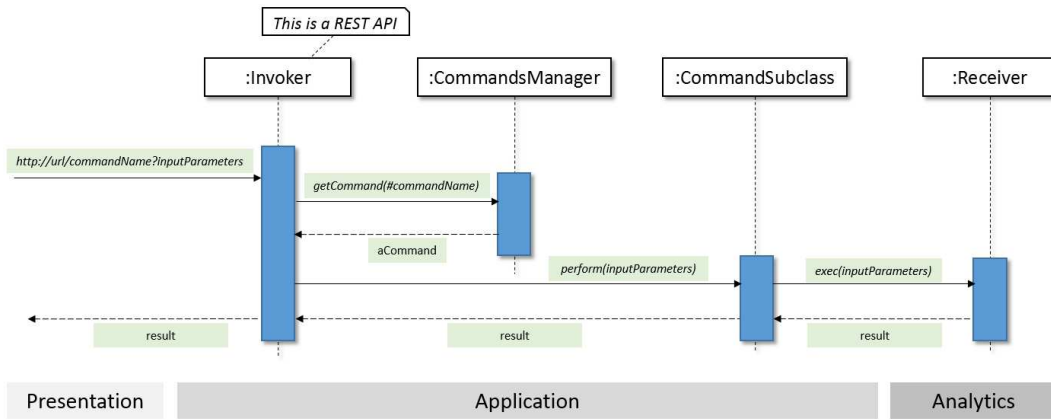 This is a REST API
:Invoker
:CommandsManager
:CommandSubclass
:Receiver
http://url/commandName?inputParameters
getCommand(#commandName)
aCommand
perform(inputParameters)
exec(inputParameters)
result
result
result
Presentation
Application
Analytics